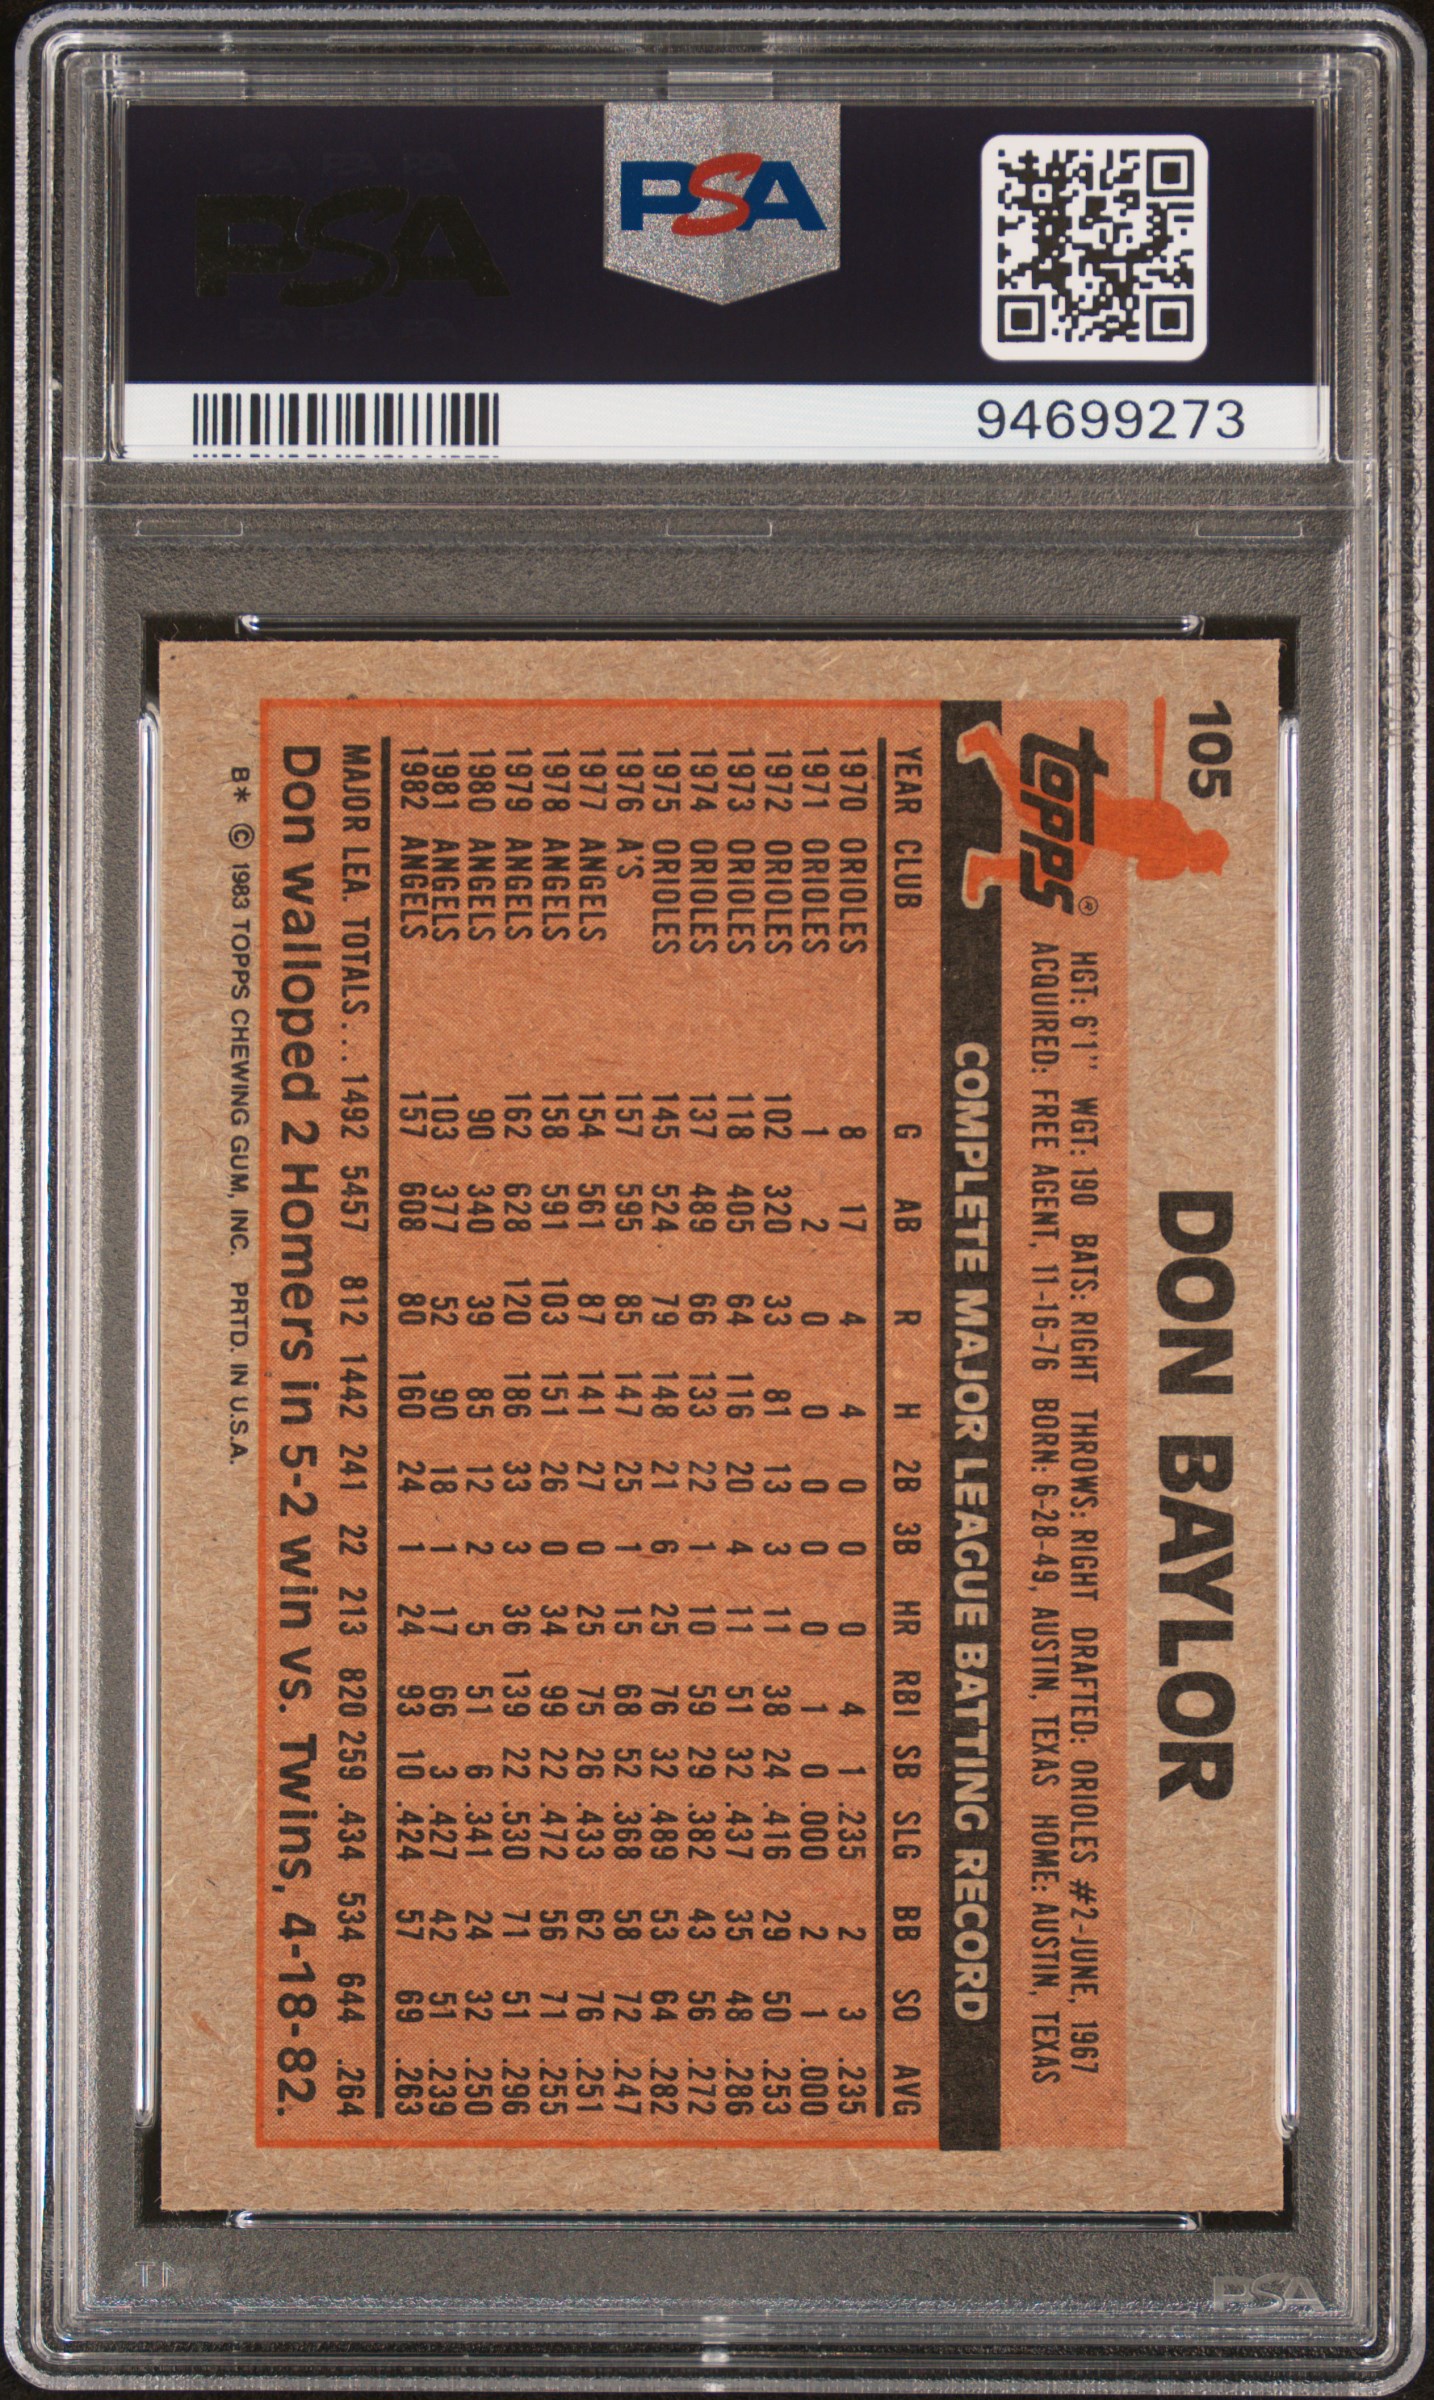 PSA
PSA
94699273
105
DON BAYLOR
Topps®
HGT: 6'1" WGT: 190 BATS: RIGHT THROWS: RIGHT DRAFTED: ORIOLES #2-JUNE, 1967
ACQUIRED: FREE AGENT, 11-16-76 BORN: 6-28-49, AUSTIN, TEXAS HOME: AUSTIN, TEXAS
COMPLETE MAJOR LEAGUE BATTING RECORD
YEAR CLUB G AB R H 2B 3B HR RBI SB SLG BB SO AVG
1970 ORIOLES 8 17 4 4 0 0 0 4 1 .235 2 3 .235
1971 ORIOLES 1 2 0 0 0 0 0 1 0 .000 2 1 .000
1972 ORIOLES 102 320 33 81 13 3 11 38 24 .416 29 50 .253
1973 ORIOLES 118 405 64 116 20 4 11 51 32 .437 35 48 .286
1974 ORIOLES 137 489 66 133 22 1 10 59 29 .382 43 56 .272
1975 ORIOLES 145 524 79 148 21 6 25 76 32 .489 53 64 .282
1976 A'S 157 595 85 147 25 1 15 68 52 .368 58 72 .247
1977 ANGELS 154 561 87 141 27 0 25 75 26 .433 62 76 .251
1978 ANGELS 158 591 103 151 26 0 34 99 22 .472 56 71 .255
1979 ANGELS 162 628 120 186 33 3 36 139 22 .530 71 51 .296
1980 ANGELS 90 340 39 85 12 2 5 51 6 .341 24 32 .250
1981 ANGELS 103 377 52 90 18 1 17 66 3 .427 42 51 .239
1982 ANGELS 157 608 80 160 24 1 24 93 10 .424 57 69 .263
MAJOR LEA. TOTALS... 1492 5457 812 1442 241 22 213 820 259 .434 534 644 .264
Don walloped 2 Homers in 5-2 win vs. Twins, 4-18-82.
B* © 1983 TOPPS CHEWING GUM, INC. PRTD. IN U.S.A.
PSA